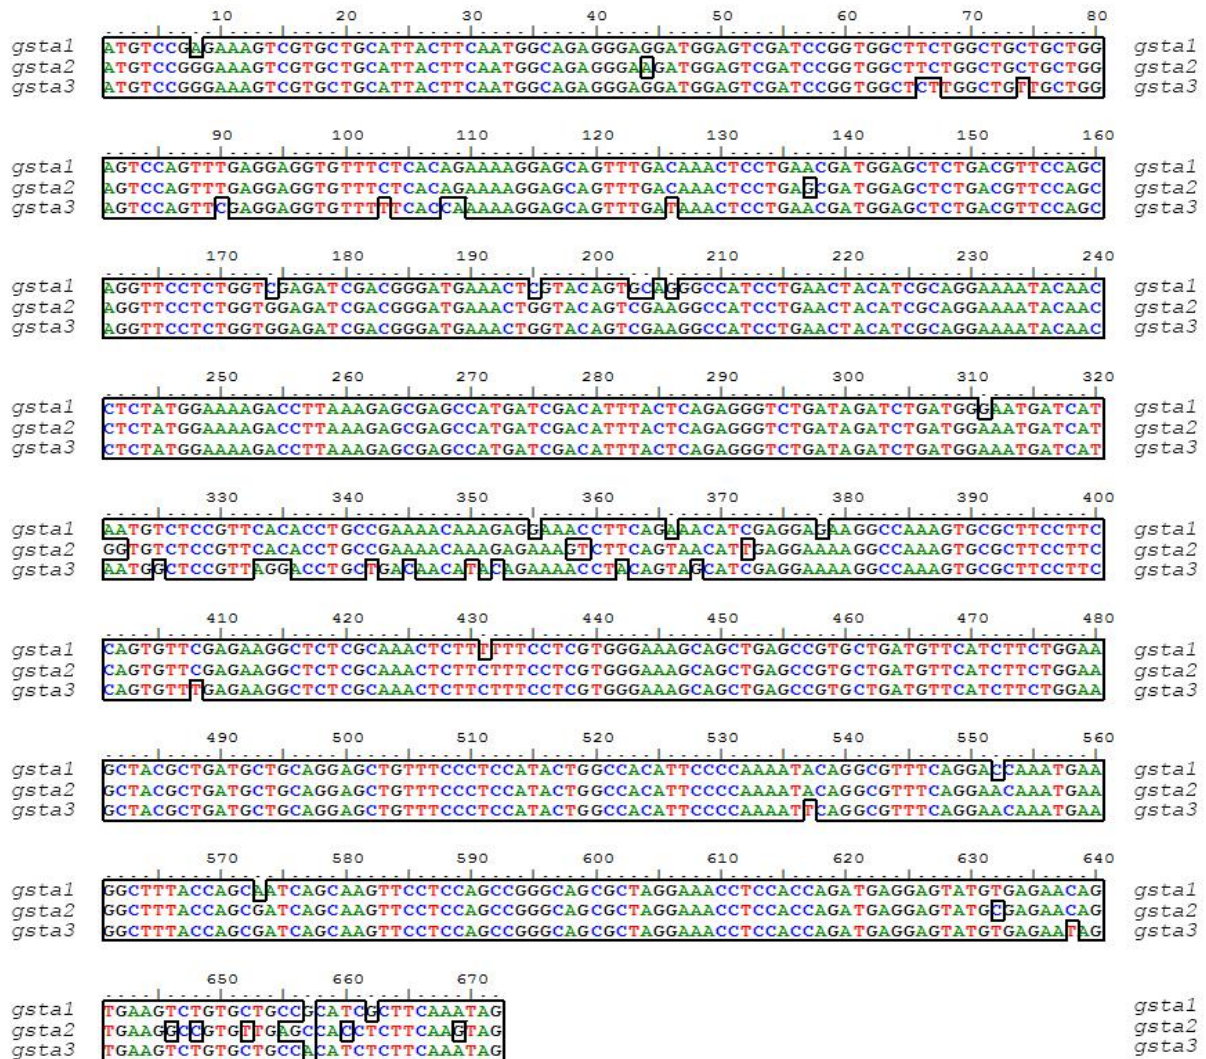 10 20 30 40 50 60 70 80
gsta1 ATGTCCGAGAAAGTCGTGCTGCATTACTTCAATGGCAGAGGGAGGATGGAGTCGATCCGGTGGCTTCTGGCTGCTGCTGG gsta1
gsta2 ATGTCCGGGAAAGTCGTGCTGCATTACTTCAATGGCAGAGGGAAGATGGAGTCGATCCGGTGGCTTCTGGCTGCTGCTGG gsta2
gsta3 ATGTCCGGGAAAGTCGTGCTGCATTACTTCAATGGCAGAGGGAGGATGGAGTCGATCCGGTGGCTCTTGGCTGTTGCTGG gsta3
90 100 110 120 130 140 150 160
gsta1 AGTCCAGTTTGAGGAGGTGTTTCTCACAGAAAAGGAGCAGTTTGACAAACTCCTGAACGATGGAGCTCTGACGTTCCAGC gsta1
gsta2 AGTCCAGTTTGAGGAGGTGTTTCTCACAGAAAAGGAGCAGTTTGACAAACTCCTGAGCGATGGAGCTCTGACGTTCCAGC gsta2
gsta3 AGTCCAGTTCGAGGAGGTGTTTTTCACCAAAAAGGAGCAGTTTGATAAACTCCTGAACGATGGAGCTCTGACGTTCCAGC gsta3
170 180 190 200 210 220 230 240
gsta1 AGGTTCCTCTGGTCGAGATCGACGGGATGAAACTCGTACAGTGCAGGGCCATCCTGAACTACATCGCAGGAAAATACAAC gsta1
gsta2 AGGTTCCTCTGGTGGAGATCGACGGGATGAAACTGGTACAGTCGAAGGCCATCCTGAACTACATCGCAGGAAAATACAAC gsta2
gsta3 AGGTTCCTCTGGTGGAGATCGACGGGATGAAACTGGTACAGTCGAAGGCCATCCTGAACTACATCGCAGGAAAATACAAC gsta3
250 260 270 280 290 300 310 320
gsta1 CTCTATGGAAAAGACCTTAAAGAGCGAGCCATGATCGACATTTACTCAGAGGGTCTGATAGATCTGATGGGAATGATCAT gsta1
gsta2 CTCTATGGAAAAGACCTTAAAGAGCGAGCCATGATCGACATTTACTCAGAGGGTCTGATAGATCTGATGGAAATGATCAT gsta2
gsta3 CTCTATGGAAAAGACCTTAAAGAGCGAGCCATGATCGACATTTACTCAGAGGGTCTGATAGATCTGATGGAAATGATCAT gsta3
330 340 350 360 370 380 390 400
gsta1 AATGTCTCCGTTCACACCTGCCGAAAACAAAGAGGAAACCTTCAGAAACATCGAGGAGAAGGCCAAAGTGCGCTTCCTTC gsta1
gsta2 GGTGTCTCCGTTCACACCTGCCGAAAACAAAGAGAAAGTCTTCAGTAACATTGAGGAAAAGGCCAAAGTGCGCTTCCTTC gsta2
gsta3 AATGGCTCCGTTAGGACCTGCTGACAACATACAGAAAACCTACAGTAGCATCGAGGAAAAGGCCAAAGTGCGCTTCCTTC gsta3
410 420 430 440 450 460 470 480
gsta1 CAGTGTTCGAGAAGGCTCTCGCAAACTCTTTTTTCCTCGTGGGAAAGCAGCTGAGCCGTGCTGATGTTCATCTTCTGGAA gsta1
gsta2 CAGTGTTCGAGAAGGCTCTCGCAAACTCTTCTTTCCTCGTGGGAAAGCAGCTGAGCCGTGCTGATGTTCATCTTCTGGAA gsta2
gsta3 CAGTGTTTGAGAAGGCTCTCGCAAACTCTTCTTTCCTCGTGGGAAAGCAGCTGAGCCGTGCTGATGTTCATCTTCTGGAA gsta3
490 500 510 520 530 540 550 560
gsta1 GCTACGCTGATGCTGCAGGAGCTGTTTCCCTCCATACTGGCCACATTCCCCAAAATACAGGCGTTTCAGGACCAAATGAA gsta1
gsta2 GCTACGCTGATGCTGCAGGAGCTGTTTCCCTCCATACTGGCCACATTCCCCAAAATACAGGCGTTTCAGGAACAAATGAA gsta2
gsta3 GCTACGCTGATGCTGCAGGAGCTGTTTCCCTCCATACTGGCCACATTCCCCAAAATTCAGGCGTTTCAGGAACAAATGAA gsta3
570 580 590 600 610 620 630 640
gsta1 GGCTTTACCAGCAATCAGCAAGTTCCTCCAGCCGGGCAGCGCTAGGAAACCTCCACCAGATGAGGAGTATGTGAGAACAG gsta1
gsta2 GGCTTTACCAGCGATCAGCAAGTTCCTCCAGCCGGGCAGCGCTAGGAAACCTCCACCAGATGAGGAGTATGCGAGAACAG gsta2
gsta3 GGCTTTACCAGCGATCAGCAAGTTCCTCCAGCCGGGCAGCGCTAGGAAACCTCCACCAGATGAGGAGTATGTGAGAATAG gsta3
650 660 670
gsta1 TGAAGTCTGTGCTGCCGCATCGCTTCAAATAG gsta1
gsta2 TGAAGGCCGTGTTGAGCCACCTCTTCAAGTAG gsta2
gsta3 TGAAGTCTGTGCTGCCACATCTCTTCAAATAG gsta3